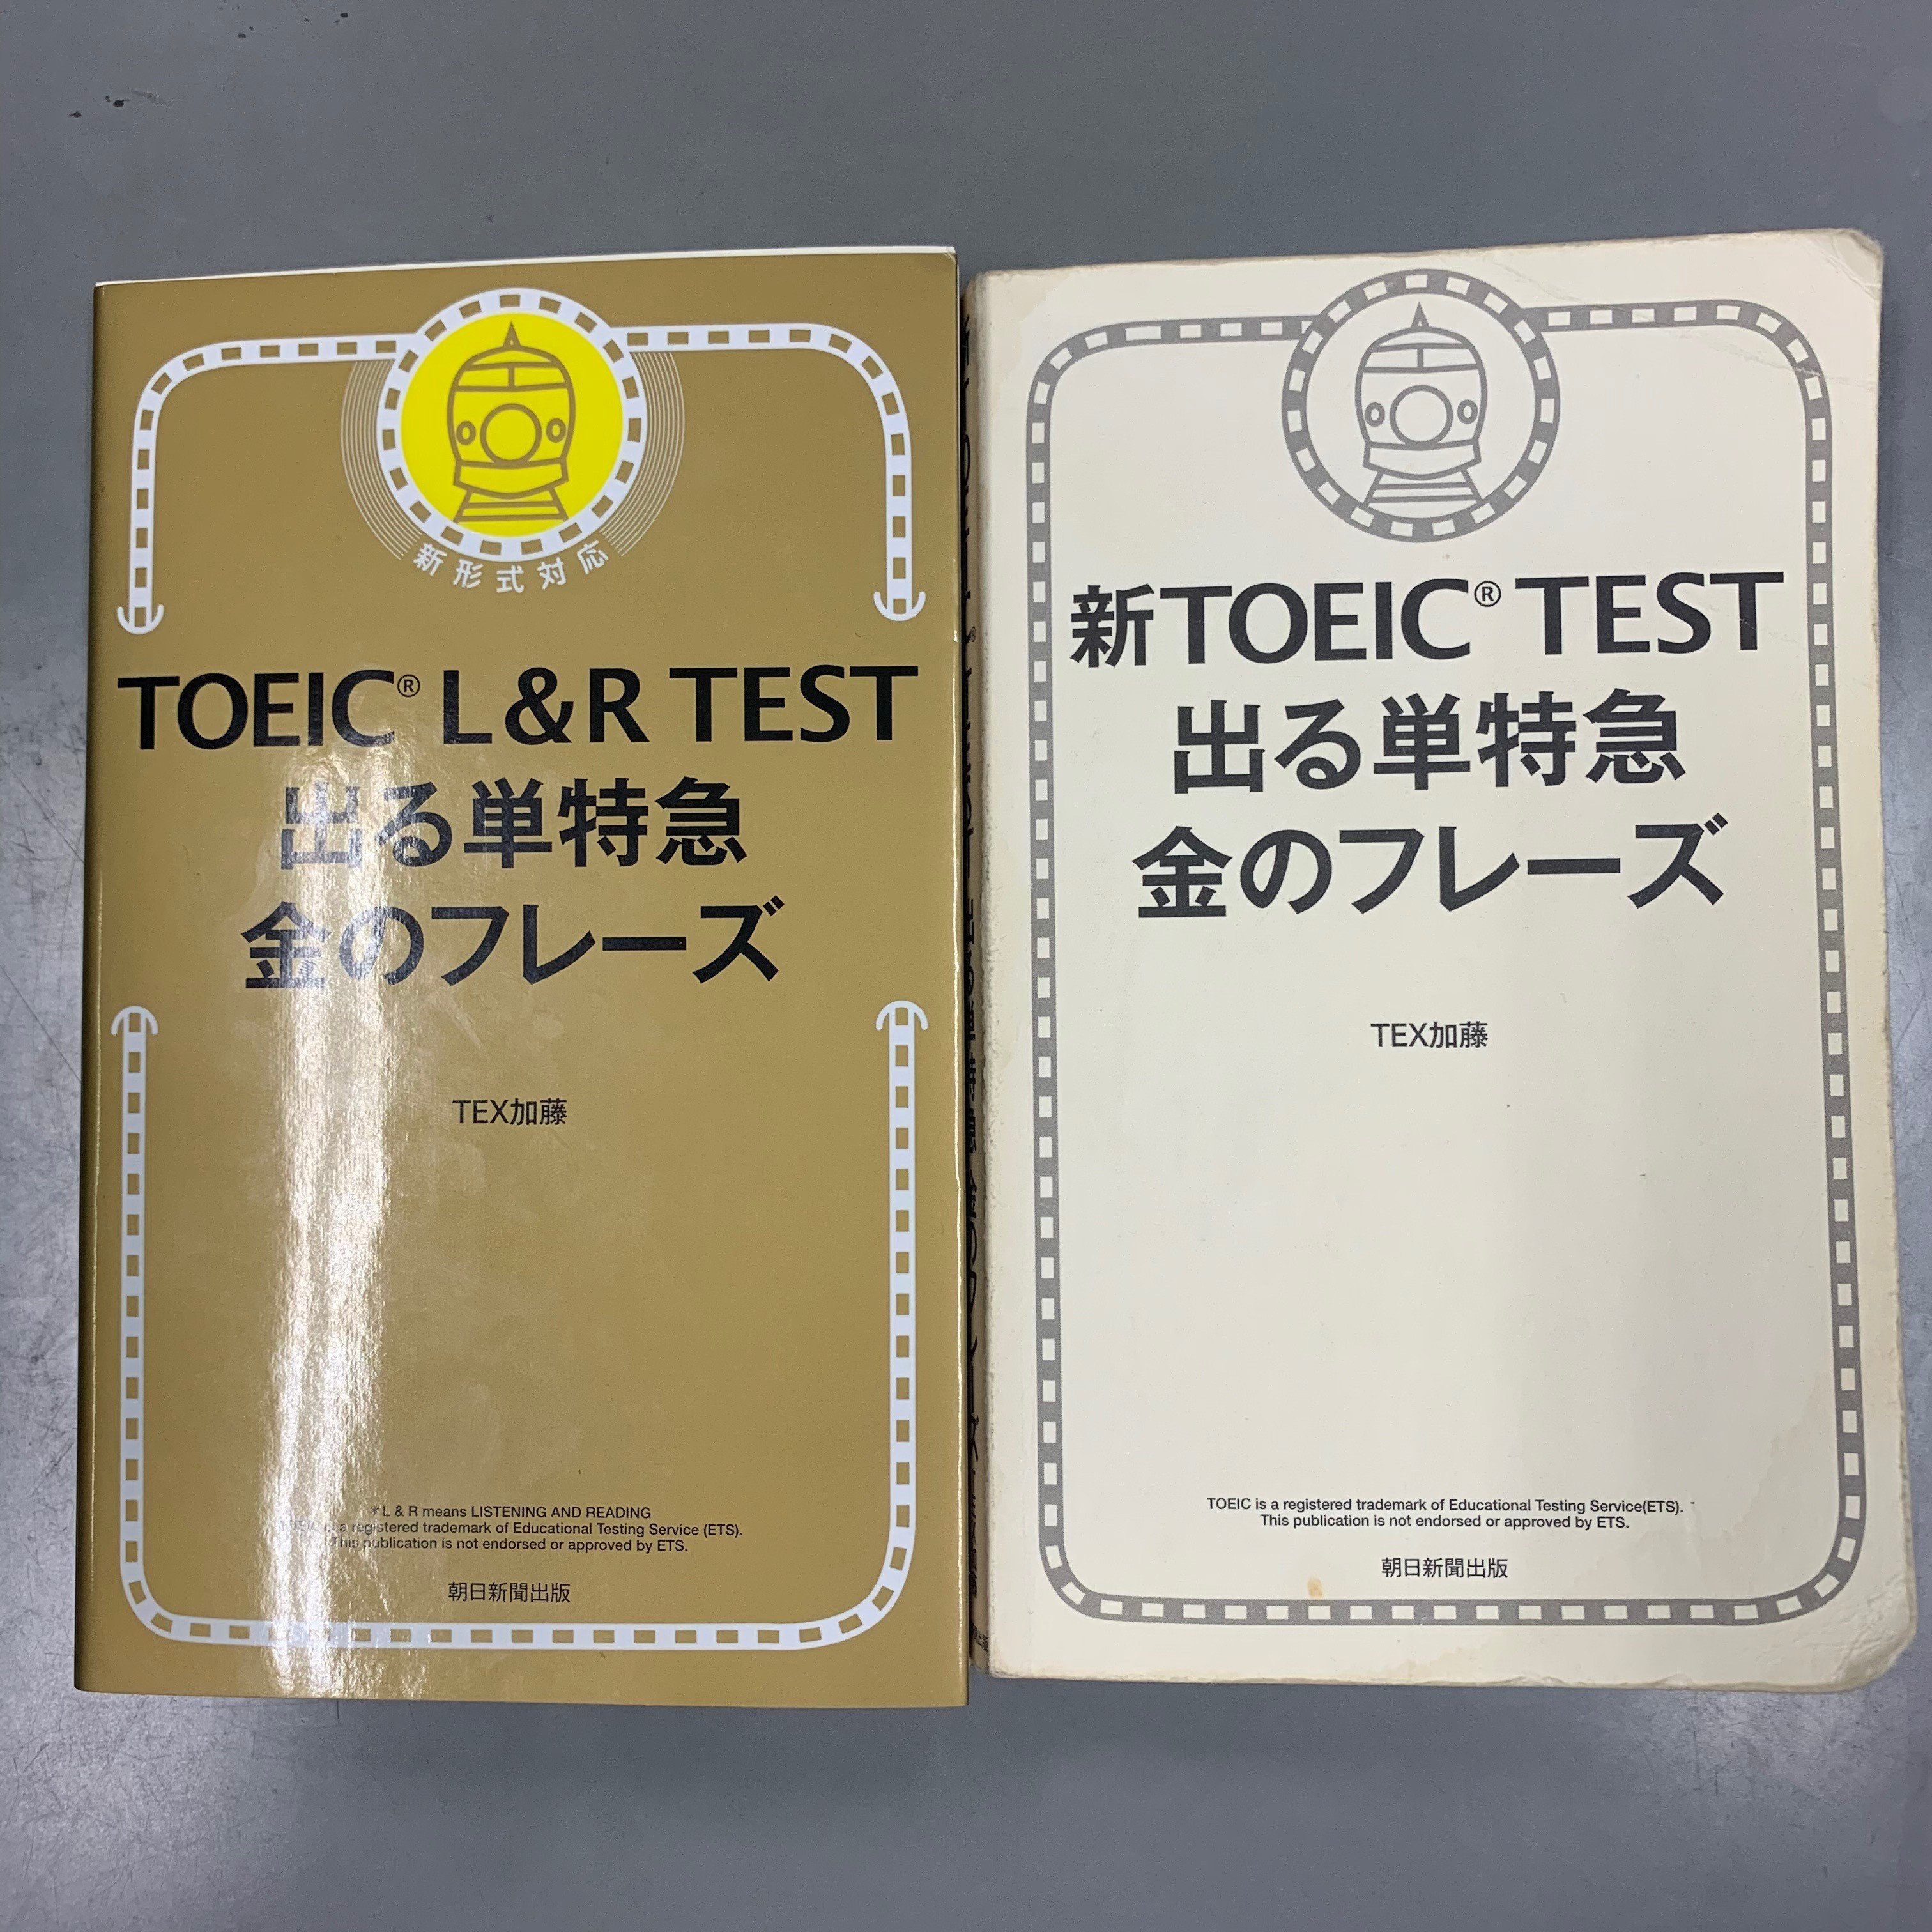 新形式対応
TOEIC® L&R TEST
出る単特急
金のフレーズ
TEX加藤
*L & R means LISTENING AND READING
TOEIC is a registered trademark of Educational Testing Service (ETS).
This publication is not endorsed or approved by ETS.
朝日新聞出版
新TOEIC® TEST
出る単特急
金のフレーズ
TEX加藤
TOEIC is a registered trademark of Educational Testing Service(ETS).
This publication is not endorsed or approved by ETS.
朝日新聞出版